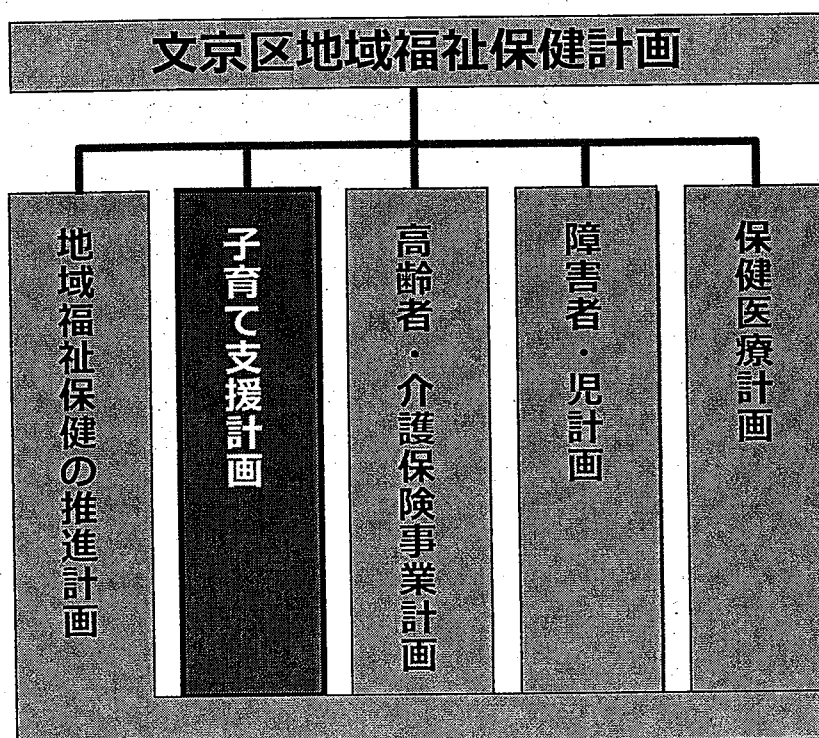 文京区地域福祉保健計画
地域福祉保健の推進計画
子育て支援計画
高齢者・介護保険事業計画
障害者・児計画
保健医療計画